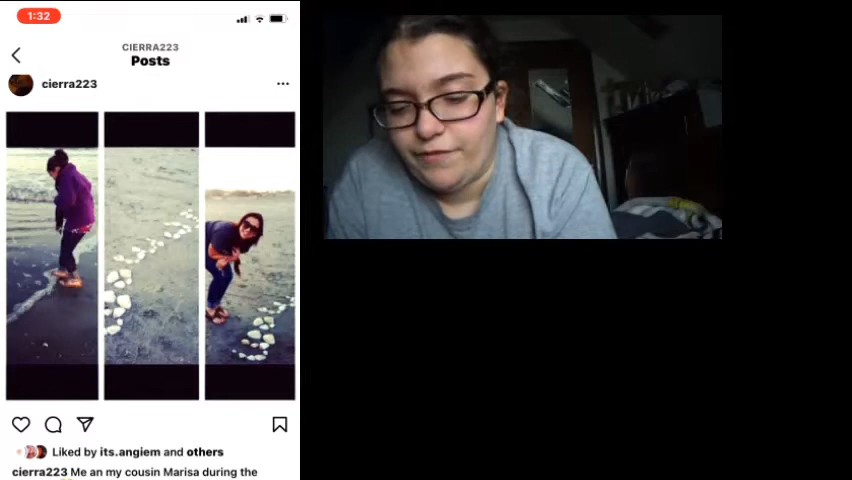 1:32
CIERRA223
Posts
cierra223
Liked by its.angiem and others
cierra223 Me an my cousin Marisa during the